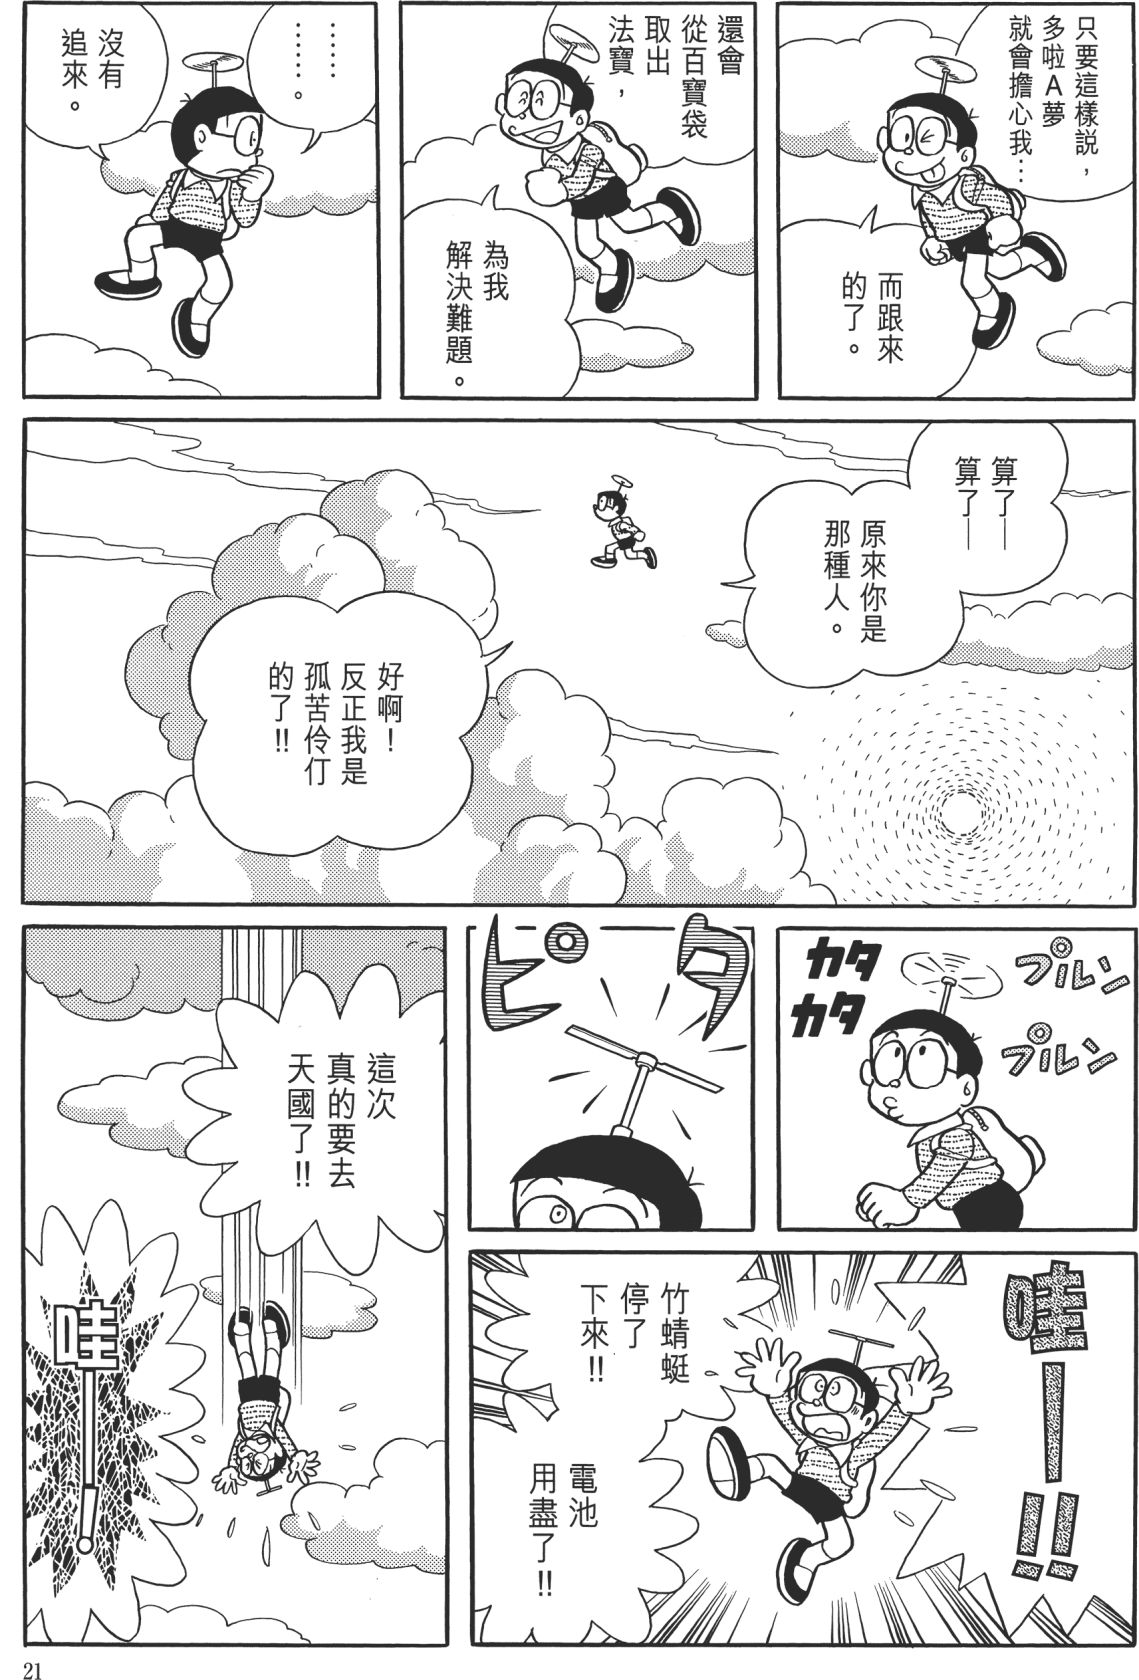 只要這樣說，
多啦A夢
就會擔心我…
而跟來
的了。
還會
從百寶袋
取出
法寶，
為我
解決難題。
……
……。
沒有
追來。
算了—
算了—
原來你是
那種人。
好啊！
反正我是
孤苦伶仃
的了!!
プルン
プルン
カタ
カタ
ピタ
哇—!!
竹蜻蜓
停了
下來!!
電池
用盡了!!
這次
真的要去
天國了!!
哇—！
21